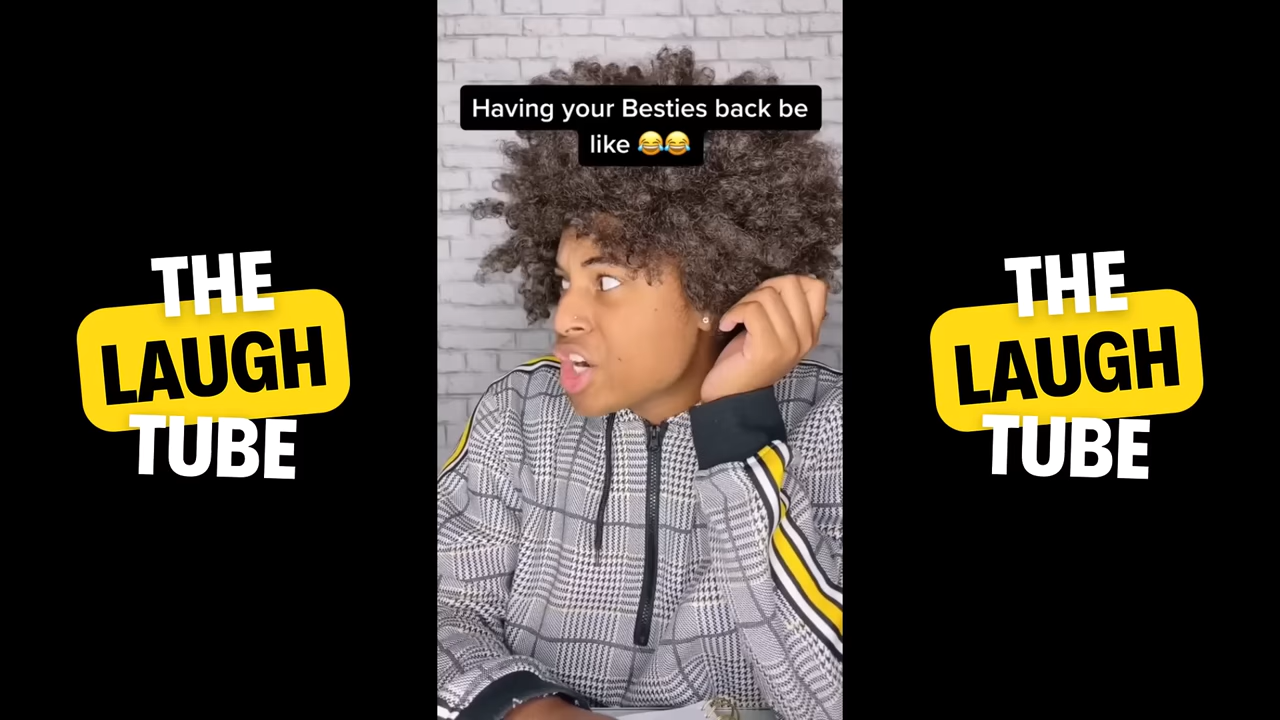 Having your Besties back be
like 😂😂
THE
LAUGH
TUBE
THE
LAUGH
TUBE